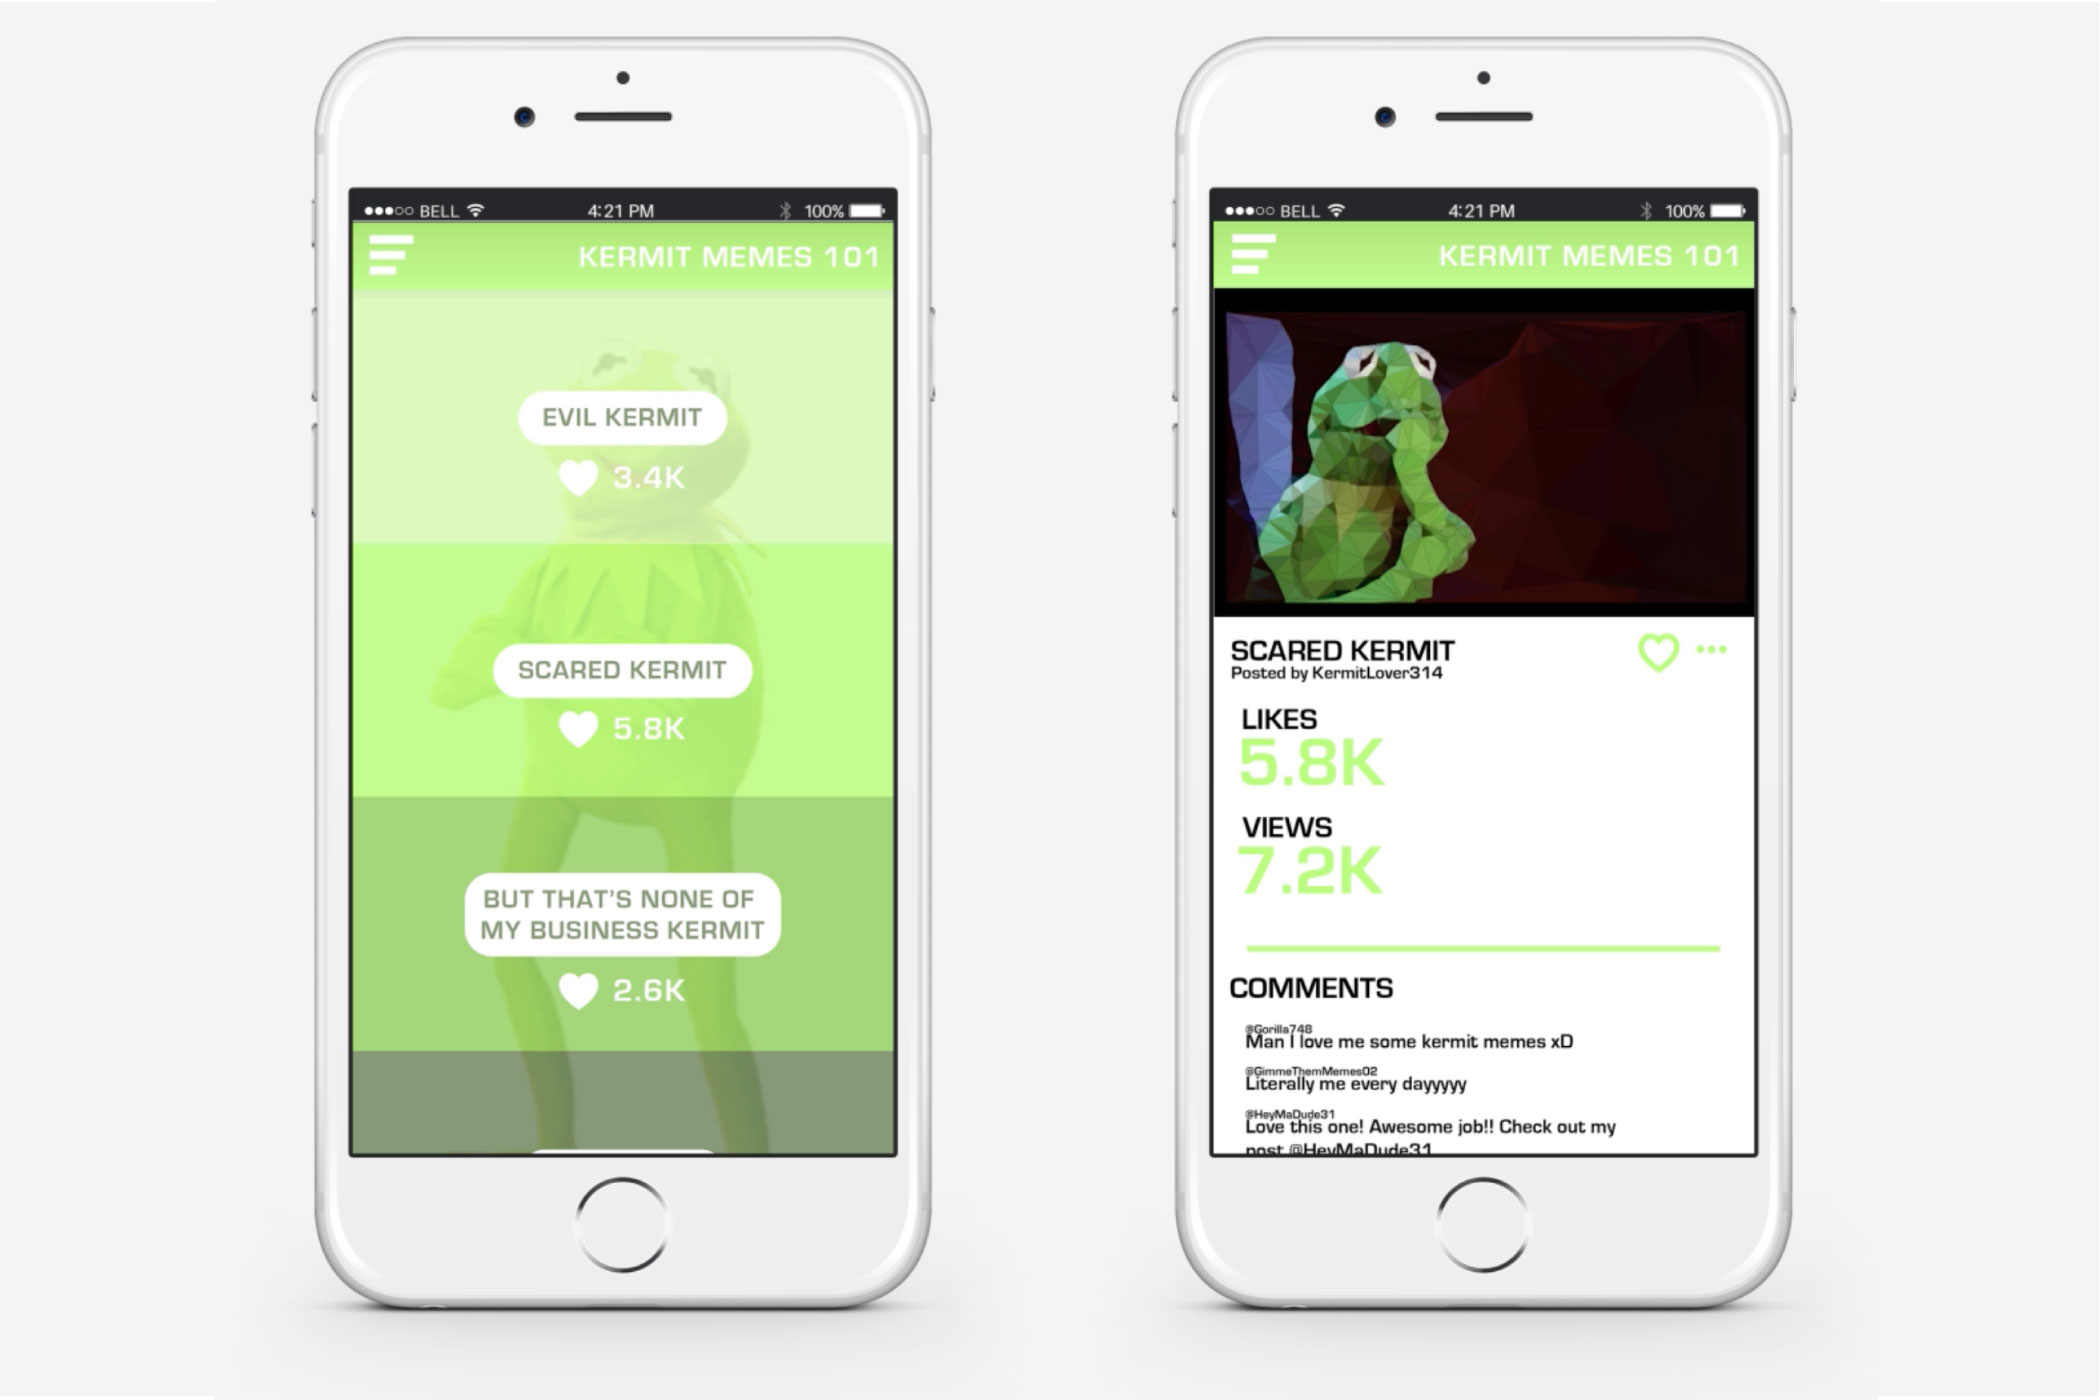 ●●●○○ BELL 4:21 PM 100%
KERMIT MEMES 101
EVIL KERMIT
3.4K
SCARED KERMIT
5.8K
BUT THAT'S NONE OF
MY BUSINESS KERMIT
2.6K
●●●○○ BELL 4:21 PM 100%
KERMIT MEMES 101
SCARED KERMIT
Posted by KermitLover314
LIKES
5.8K
VIEWS
7.2K
COMMENTS
@Gorilla748
Man I love me some kermit memes xD
@GimmeThemMemes02
Literally me every dayyyyy
@HeyMaDude31
Love this one! Awesome job!! Check out my
post @HeyMaDude31